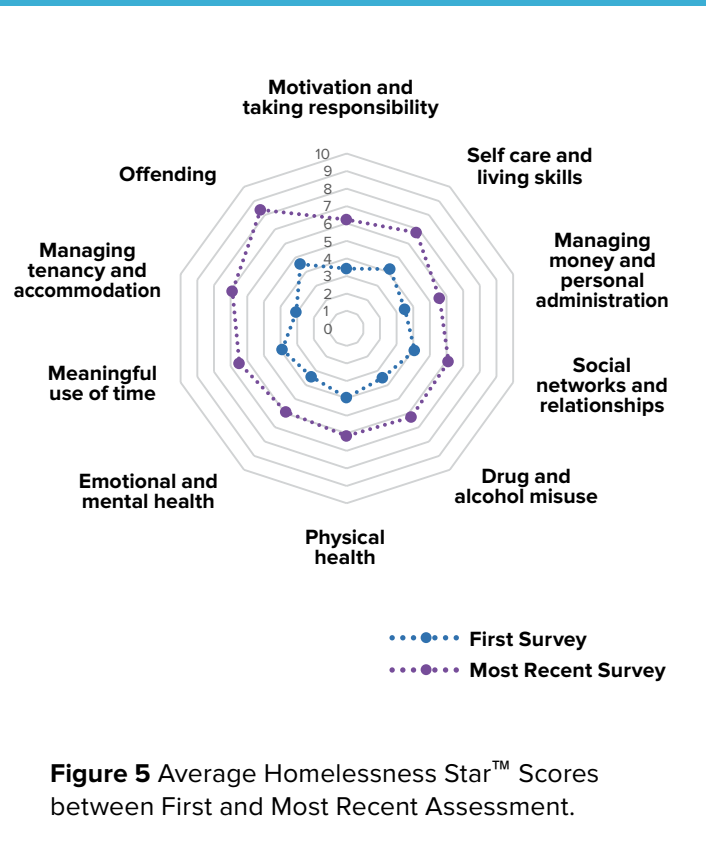 Motivation and
taking responsibility
Self care and
living skills
Managing
money and
personal
administration
Social
networks and
relationships
Drug and
alcohol misuse
Physical
health
Emotional and
mental health
Meaningful
use of time
Managing
tenancy and
accommodation
Offending
10
9
8
7
6
5
4
3
2
1
0
First Survey
Most Recent Survey
Figure 5 Average Homelessness Star™ Scores
between First and Most Recent Assessment.